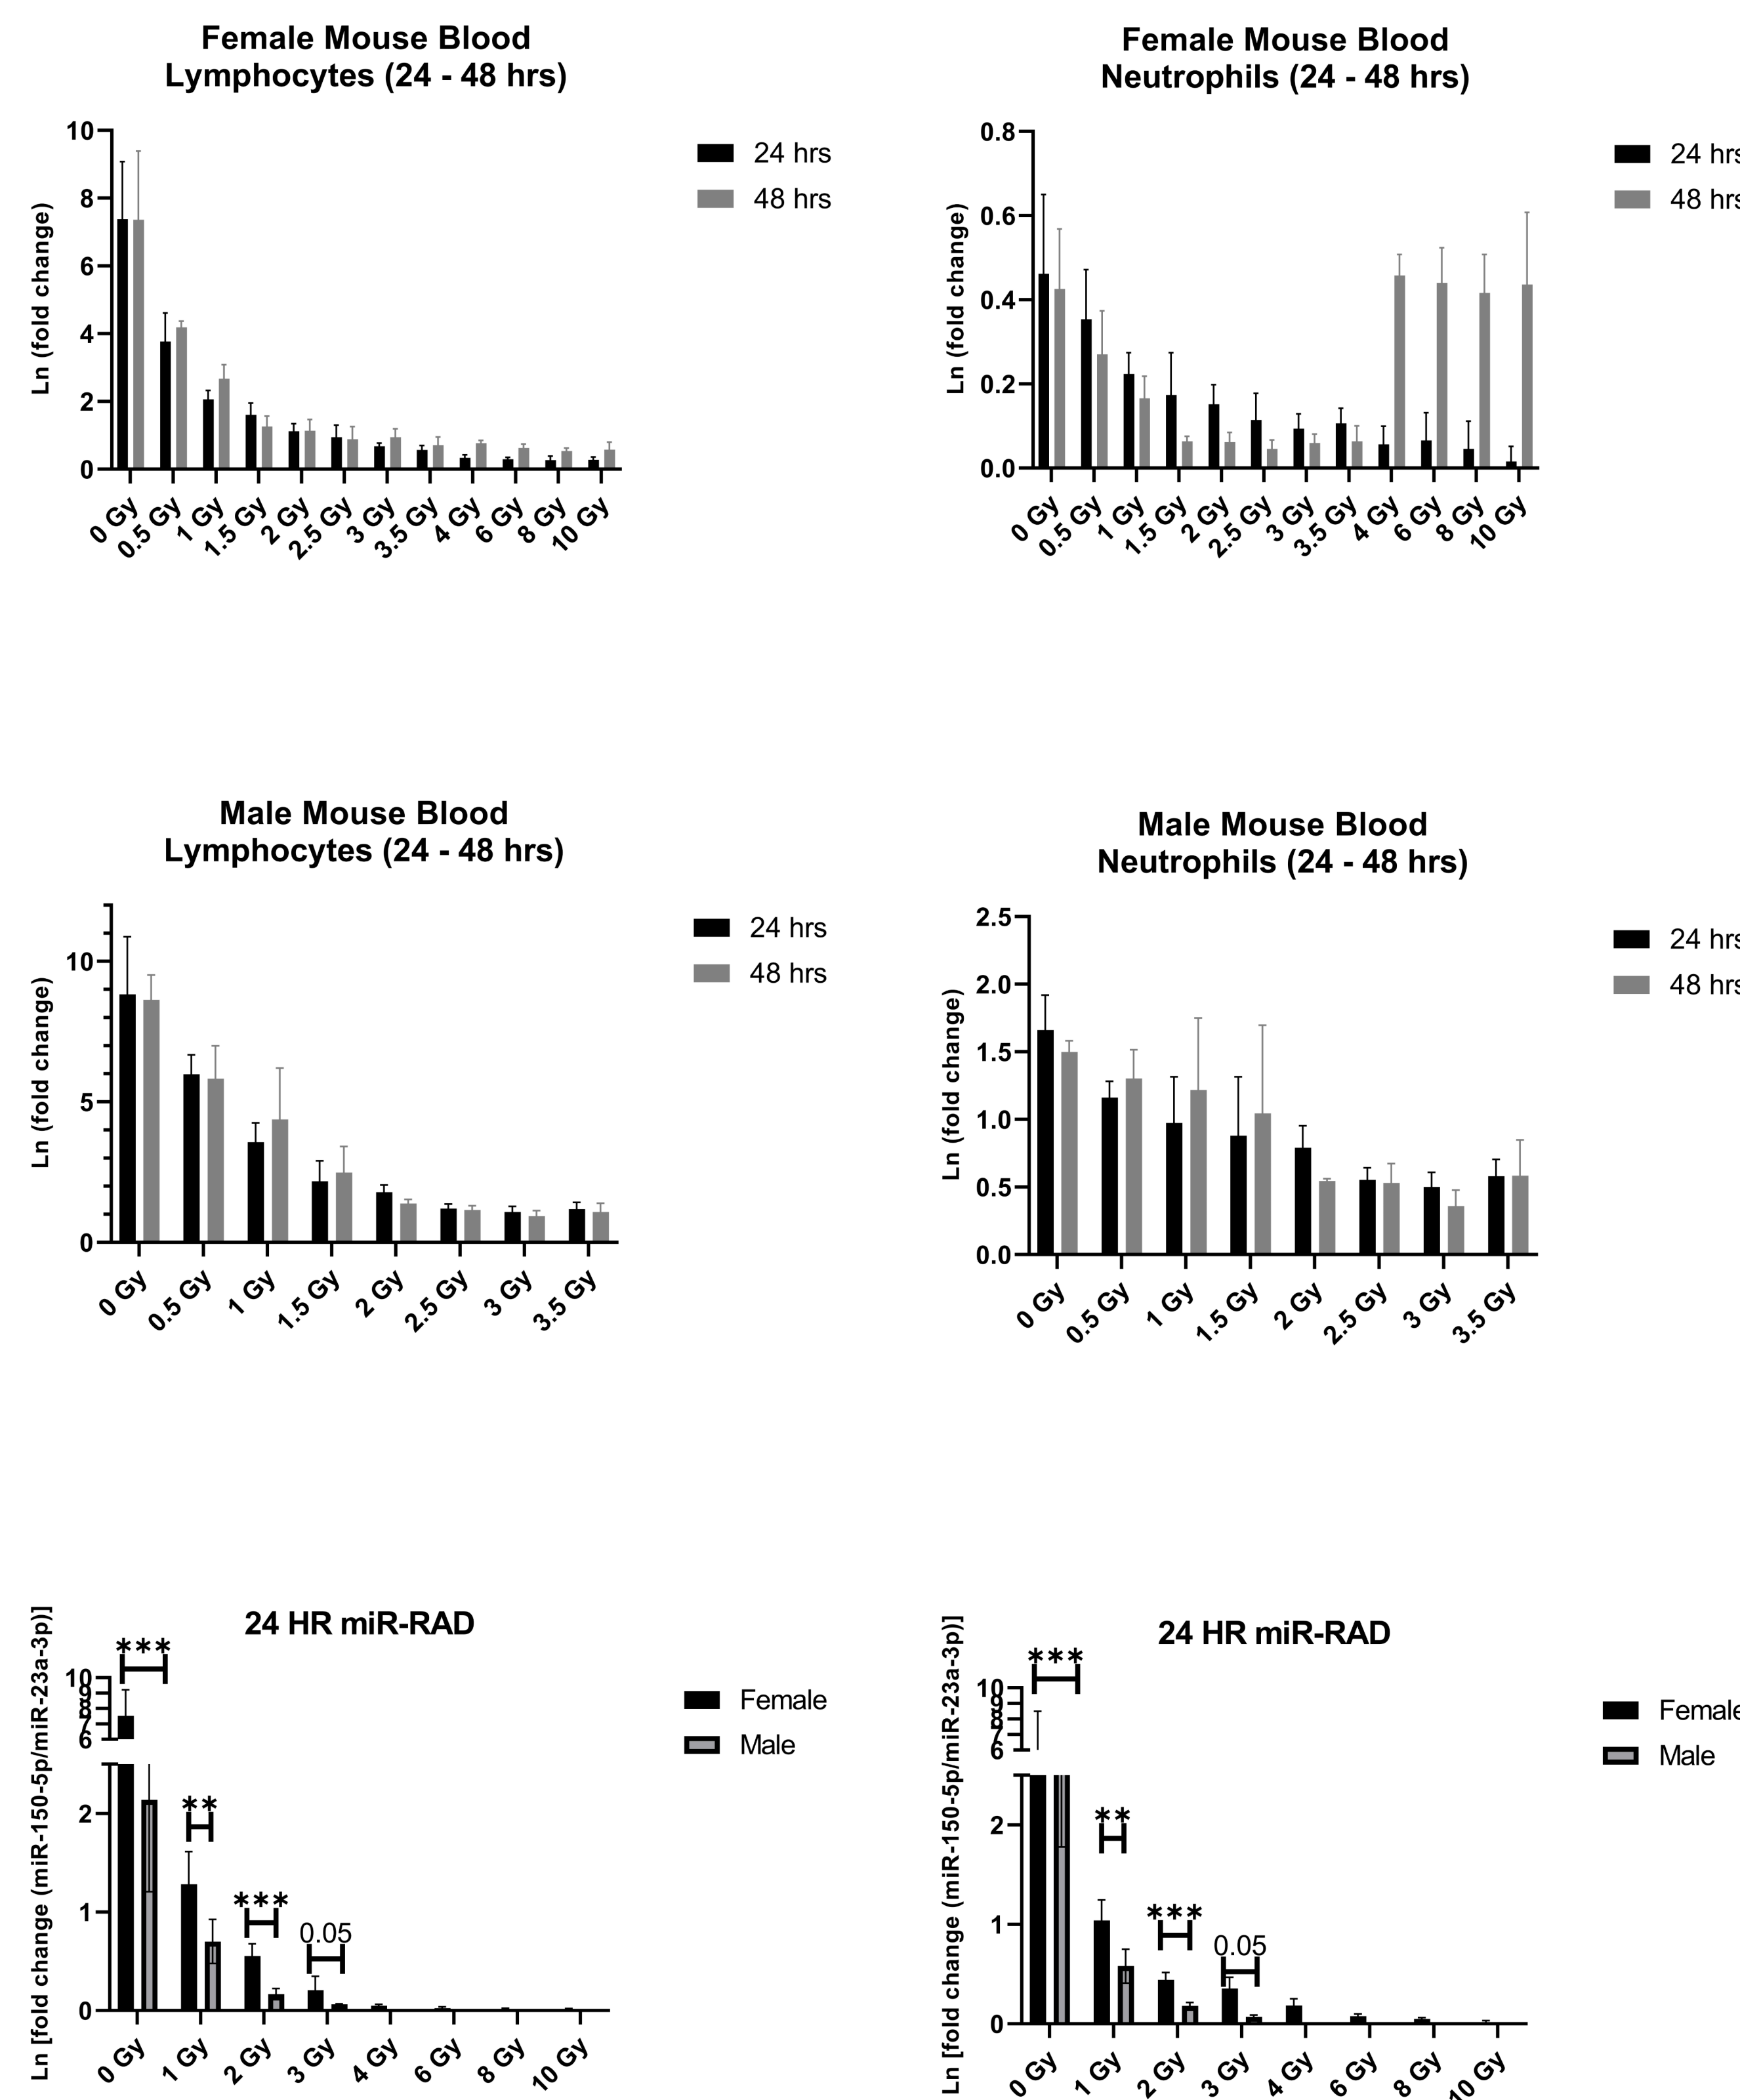 Female Mouse Blood
Lymphocytes (24 - 48 hrs)
Ln (fold change)
10
8
6
4
2
0
0 Gy
0.5 Gy
1 Gy
1.5 Gy
2 Gy
2.5 Gy
3 Gy
3.5 Gy
4 Gy
6 Gy
8 Gy
10 Gy
24 hrs
48 hrs
Female Mouse Blood
Neutrophils (24 - 48 hrs)
Ln (fold change)
0.8
0.6
0.4
0.2
0.0
0 Gy
0.5 Gy
1 Gy
1.5 Gy
2 Gy
2.5 Gy
3 Gy
3.5 Gy
4 Gy
6 Gy
8 Gy
10 Gy
24 hrs
48 hrs
Male Mouse Blood
Lymphocytes (24 - 48 hrs)
Ln (fold change)
10
5
0
0 Gy
0.5 Gy
1 Gy
1.5 Gy
2 Gy
2.5 Gy
3 Gy
3.5 Gy
24 hrs
48 hrs
Male Mouse Blood
Neutrophils (24 - 48 hrs)
Ln (fold change)
2.5
2.0
1.5
1.0
0.5
0.0
0 Gy
0.5 Gy
1 Gy
1.5 Gy
2 Gy
2.5 Gy
3 Gy
3.5 Gy
24 hrs
48 hrs
24 HR miR-RAD
Ln [fold change (miR-150-5p/miR-23a-3p)]
10
9
8
7
6
2
1
0
***
**
***
0.05
0 Gy
1 Gy
2 Gy
3 Gy
4 Gy
6 Gy
8 Gy
10 Gy
Female
Male
24 HR miR-RAD
Ln [fold change (miR-150-5p/miR-23a-3p)]
10
9
8
7
6
2
1
0
***
**
***
0.05
0 Gy
1 Gy
2 Gy
3 Gy
4 Gy
6 Gy
8 Gy
10 Gy
Female
Male